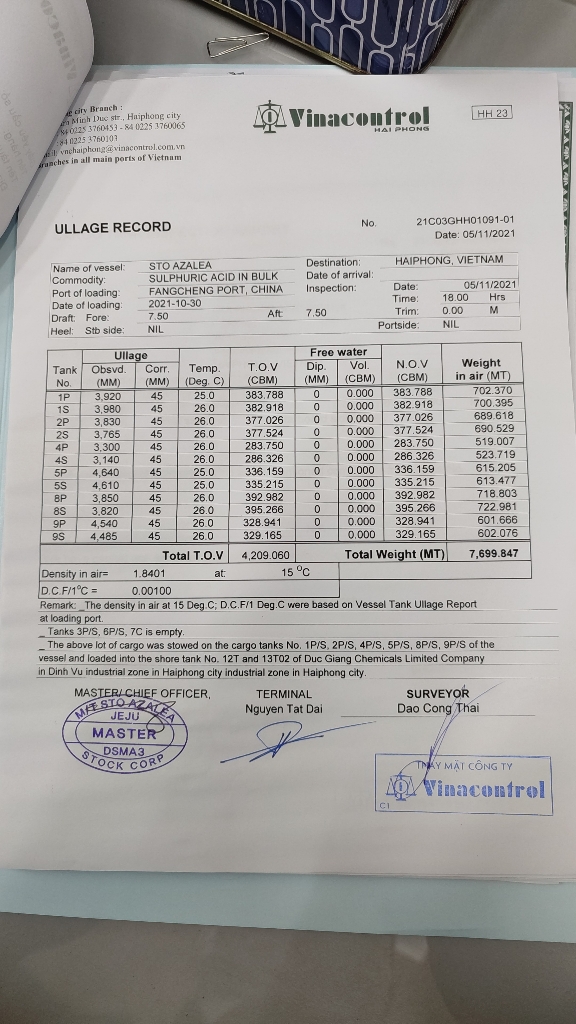 city Branch :
Minh Duc str., Haiphong city
84 0225 3760453 - 84 0225 3760065
84 0225 3760103
vnchaiphong@vinacontrol.com.vn
Branches in all main ports of Vietnam
Vinacontrol
HAI PHONG
HH 23
ULLAGE RECORD
No. 21C03GHH01091-01
Date: 05/11/2021
Name of vessel: STO AZALEA Destination: HAIPHONG, VIETNAM
Commodity: SULPHURIC ACID IN BULK Date of arrival:
Port of loading: FANGCHENG PORT, CHINA Inspection: Date: 05/11/2021
Date of loading: 2021-10-30 Time: 18.00 Hrs
Draft: Fore: 7.50 Aft: 7.50 Trim: 0.00 M
Heel: Stb side: NIL Portside: NIL
Tank No. Ullage Obsvd. (MM) Corr. (MM) Temp. (Deg. C) T.O.V (CBM) Free water Dip. (MM) Vol. (CBM) N.O.V (CBM) Weight in air (MT)
1P 3,920 45 25.0 383.788 0 0.000 383.788 702.370
1S 3,980 45 26.0 382.918 0 0.000 382.918 700.395
2P 3,830 45 26.0 377.026 0 0.000 377.026 689.618
2S 3,765 45 26.0 377.524 0 0.000 377.524 690.529
4P 3,300 45 26.0 283.750 0 0.000 283.750 519.007
4S 3,140 45 26.0 286.326 0 0.000 286.326 523.719
5P 4,640 45 25.0 336.159 0 0.000 336.159 615.205
5S 4,610 45 25.0 335.215 0 0.000 335.215 613.477
8P 3,850 45 26.0 392.982 0 0.000 392.982 718.803
8S 3,820 45 26.0 395.266 0 0.000 395.266 722.981
9P 4,540 45 26.0 328.941 0 0.000 328.941 601.666
9S 4,485 45 26.0 329.165 0 0.000 329.165 602.076
Total T.O.V 4,209.060 Total Weight (MT) 7,699.847
Density in air= 1.8401 at: 15 ⁰C
D.C.F/1⁰C = 0.00100
Remark: _The density in air at 15 Deg.C; D.C.F/1 Deg.C were based on Vessel Tank Ullage Report
at loading port.
_ Tanks 3P/S, 6P/S, 7C is empty.
_ The above lot of cargo was stowed on the cargo tanks No. 1P/S, 2P/S, 4P/S, 5P/S, 8P/S, 9P/S of the
vessel and loaded into the shore tank No. 12T and 13T02 of Duc Giang Chemicals Limited Company
in Dinh Vu industrial zone in Haiphong city industrial zone in Haiphong city.
MASTER/ CHIEF OFFICER, TERMINAL SURVEYOR
Nguyen Tat Dai Dao Cong Thai
M/T STO AZALEA
JEJU
MASTER
DSMA3
STOCK CORP
THAY MẶT CÔNG TY
Vinacontrol
C1